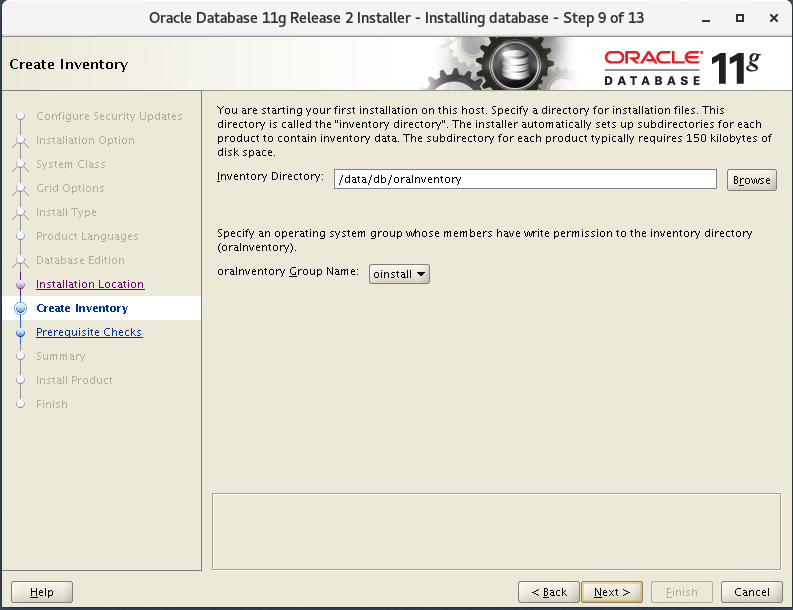 Oracle Database 11g Release 2 Installer - Installing database - Step 9 of 13
Create Inventory
ORACLE
DATABASE 11g
Configure Security Updates
Installation Option
System Class
Grid Options
Install Type
Product Languages
Database Edition
Installation Location
Create Inventory
Prerequisite Checks
Summary
Install Product
Finish
You are starting your first installation on this host. Specify a directory for installation files. This
directory is called the "inventory directory". The installer automatically sets up subdirectories for each
product to contain inventory data. The subdirectory for each product typically requires 150 kilobytes of
disk space.
Inventory Directory: /data/db/oraInventory Browse
Specify an operating system group whose members have write permission to the inventory directory
(oraInventory).
oraInventory Group Name: oinstall
Help < Back Next > Finish Cancel